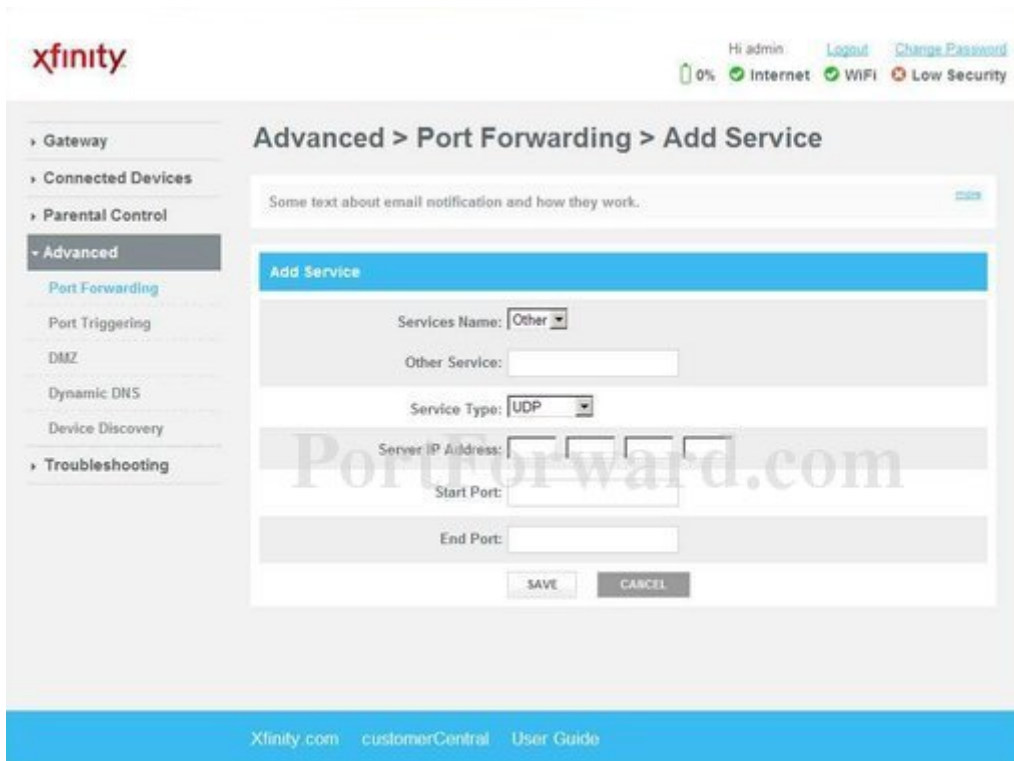 xfinity
Hi admin Logout Change Password
0% Internet WiFi Low Security
Gateway
Connected Devices
Parental Control
Advanced
Port Forwarding
Port Triggering
DMZ
Dynamic DNS
Device Discovery
Troubleshooting
Advanced > Port Forwarding > Add Service
Some text about email notification and how they work. more
Add Service
Services Name: Other
Other Service:
Service Type: UDP
Server IP Address:
PortForward.com
Start Port:
End Port:
SAVE CANCEL
Xfinity.com customerCentral User Guide